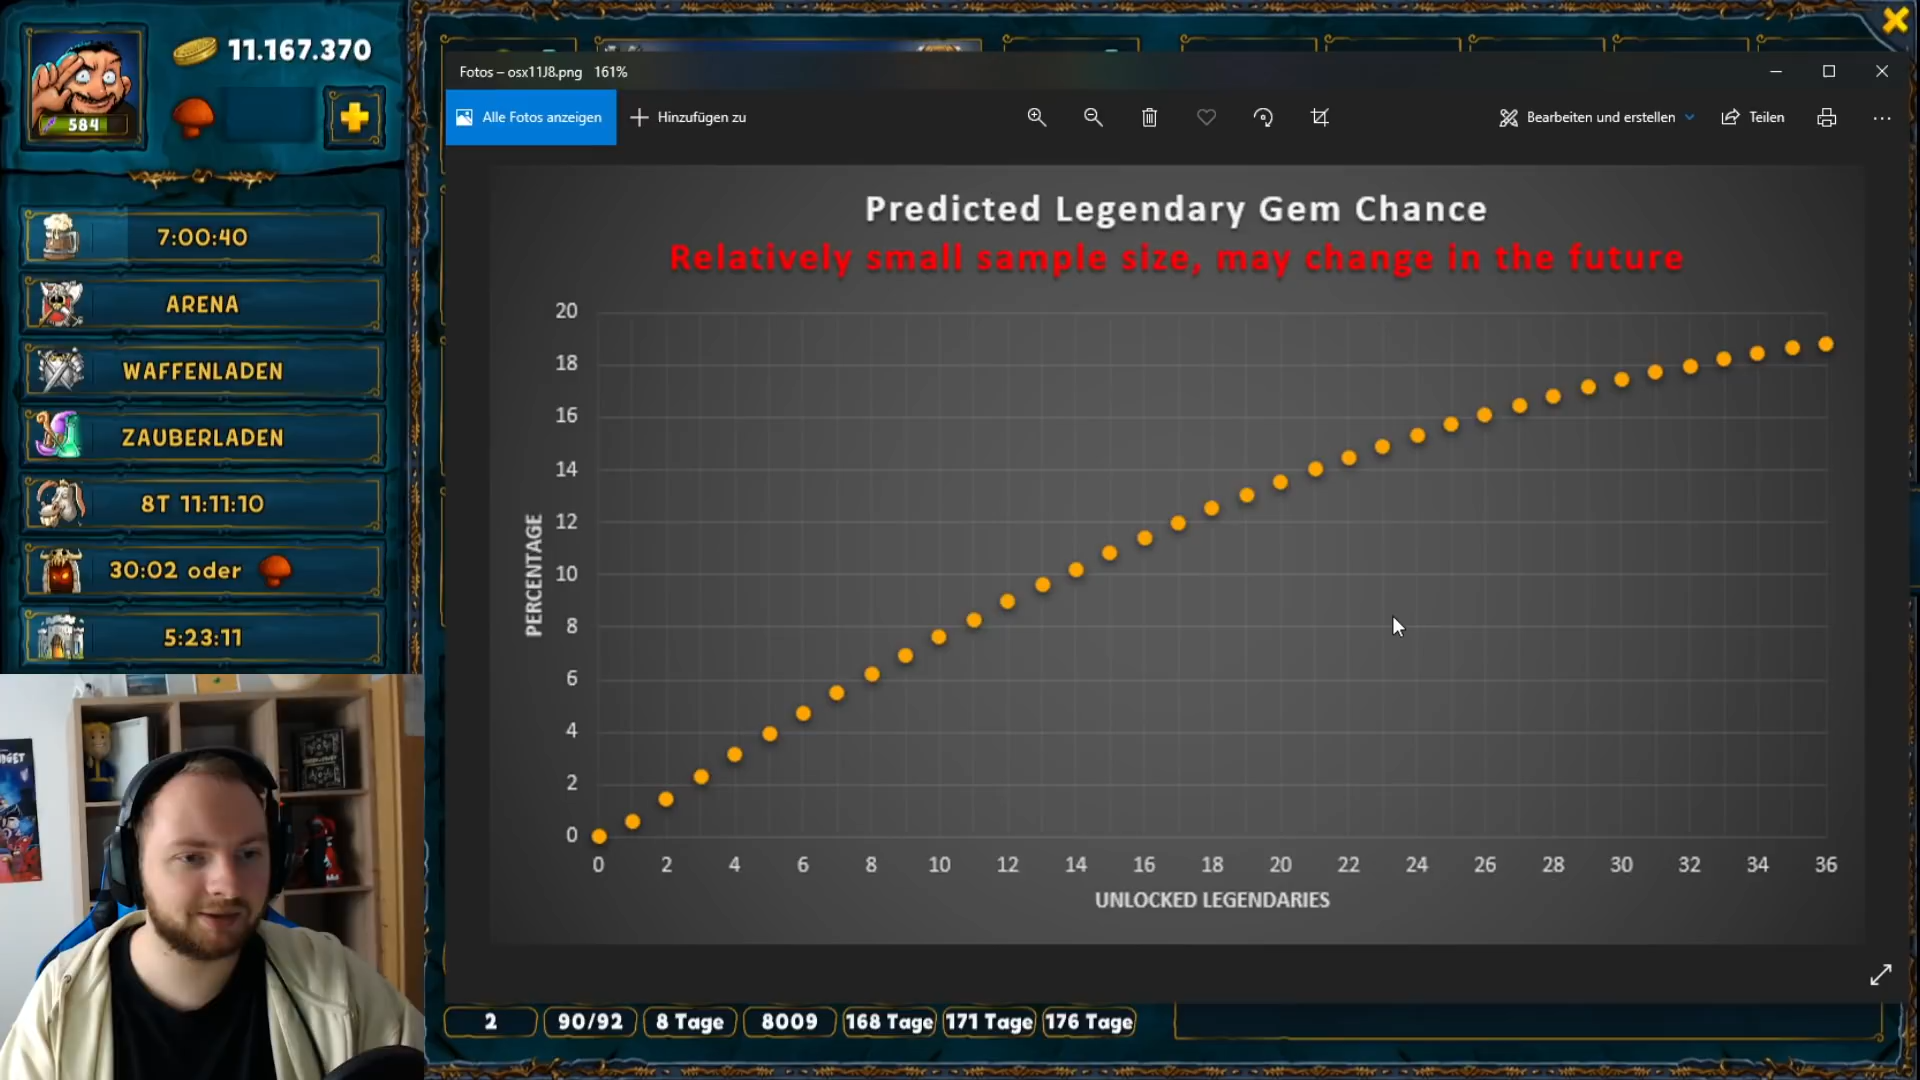 11.167.370
584
7:00:40
ARENA
WAFFENLADEN
ZAUBERLADEN
8T 11:11:10
30:02 oder
5:23:11
Fotos – osx11J8.png 161%
Alle Fotos anzeigen
Hinzufügen zu
Bearbeiten und erstellen
Teilen
Predicted Legendary Gem Chance
Relatively small sample size, may change in the future
20
18
16
14
12
10
8
6
4
2
0
PERCENTAGE
0 2 4 6 8 10 12 14 16 18 20 22 24 26 28 30 32 34 36
UNLOCKED LEGENDARIES
2 90/92 8 Tage 8009 168 Tage 171 Tage 176 Tage